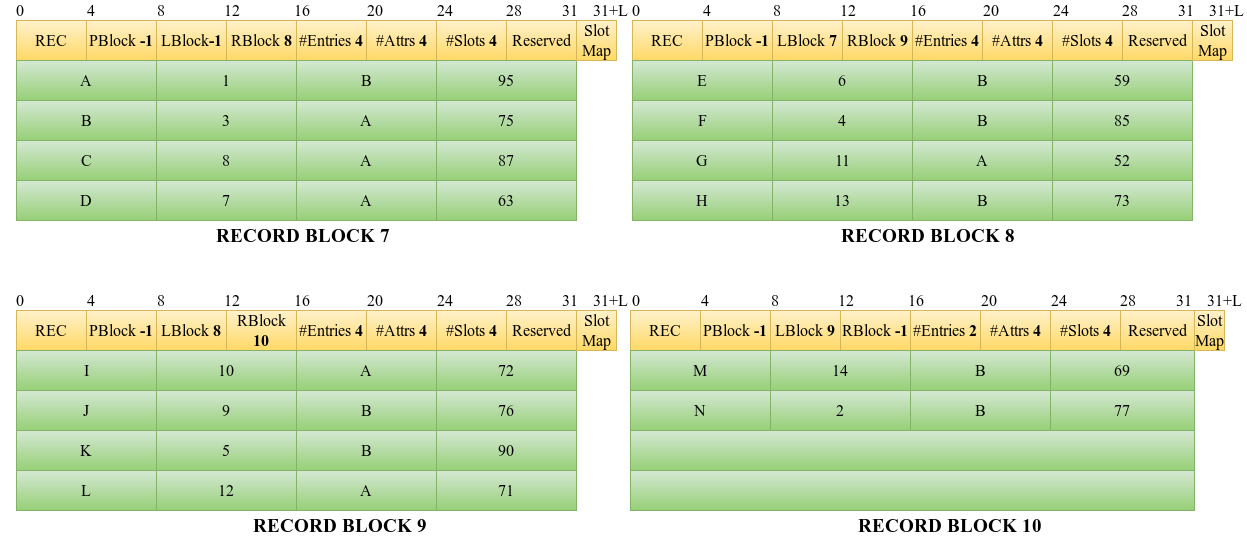 0 4 8 12 16 20 24 28 31 31+L
REC PBlock -1 LBlock-1 RBlock 8 #Entries 4 #Attrs 4 #Slots 4 Reserved Slot Map
A 1 B 95
B 3 A 75
C 8 A 87
D 7 A 63
RECORD BLOCK 7
0 4 8 12 16 20 24 28 31 31+L
REC PBlock -1 LBlock 7 RBlock 9 #Entries 4 #Attrs 4 #Slots 4 Reserved Slot Map
E 6 B 59
F 4 B 85
G 11 A 52
H 13 B 73
RECORD BLOCK 8
0 4 8 12 16 20 24 28 31 31+L
REC PBlock -1 LBlock 8 RBlock 10 #Entries 4 #Attrs 4 #Slots 4 Reserved Slot Map
I 10 A 72
J 9 B 76
K 5 B 90
L 12 A 71
RECORD BLOCK 9
0 4 8 12 16 20 24 28 31 31+L
REC PBlock -1 LBlock 9 RBlock -1 #Entries 2 #Attrs 4 #Slots 4 Reserved Slot Map
M 14 B 69
N 2 B 77
RECORD BLOCK 10